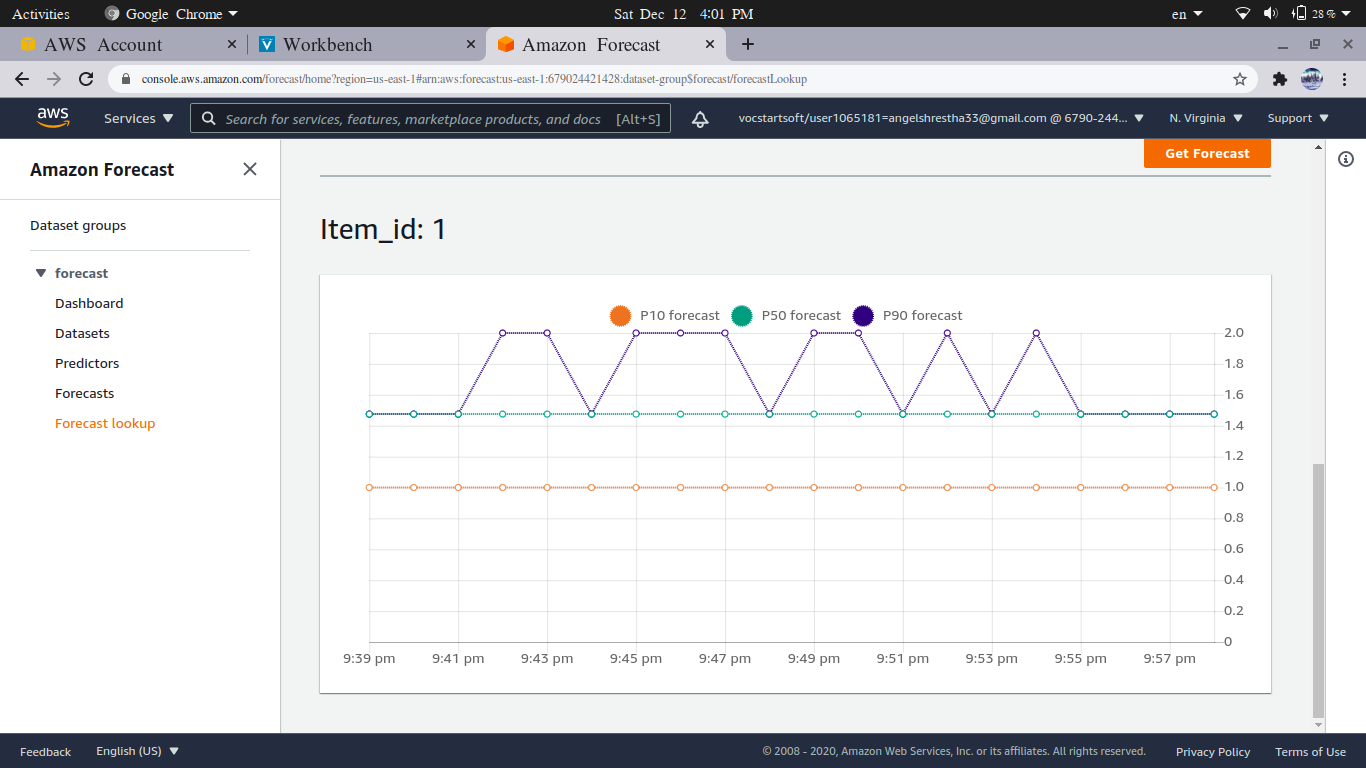 Activities Google Chrome Sat Dec 12 4:01 PM en 28 %
AWS Account Workbench Amazon Forecast
console.aws.amazon.com/forecast/home?region=us-east-1#arn:aws:forecast:us-east-1:679024421428:dataset-group$forecast/forecastLookup
aws Services Search for services, features, marketplace products, and docs [Alt+S] vocstartsoft/user1065181=angelshrestha33@gmail.com @ 6790-244... N. Virginia Support
Amazon Forecast
Dataset groups
forecast
Dashboard
Datasets
Predictors
Forecasts
Forecast lookup
Get Forecast
Item_id: 1
P10 forecast P50 forecast P90 forecast
2.0
1.8
1.6
1.4
1.2
1.0
0.8
0.6
0.4
0.2
0
9:39 pm 9:41 pm 9:43 pm 9:45 pm 9:47 pm 9:49 pm 9:51 pm 9:53 pm 9:55 pm 9:57 pm
Feedback English (US) © 2008 - 2020, Amazon Web Services, Inc. or its affiliates. All rights reserved. Privacy Policy Terms of Use